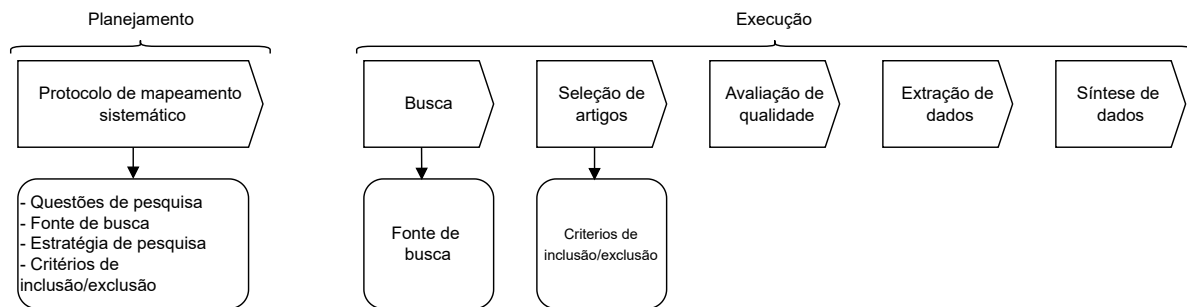 Planejamento
Execução
Protocolo de mapeamento
sistemático
Busca
Seleção de
artigos
Avaliação de
qualidade
Extração de
dados
Síntese de
dados
- Questões de pesquisa
- Fonte de busca
- Estratégia de pesquisa
- Critérios de
inclusão/exclusão
Fonte de
busca
Criterios de
inclusão/exclusão